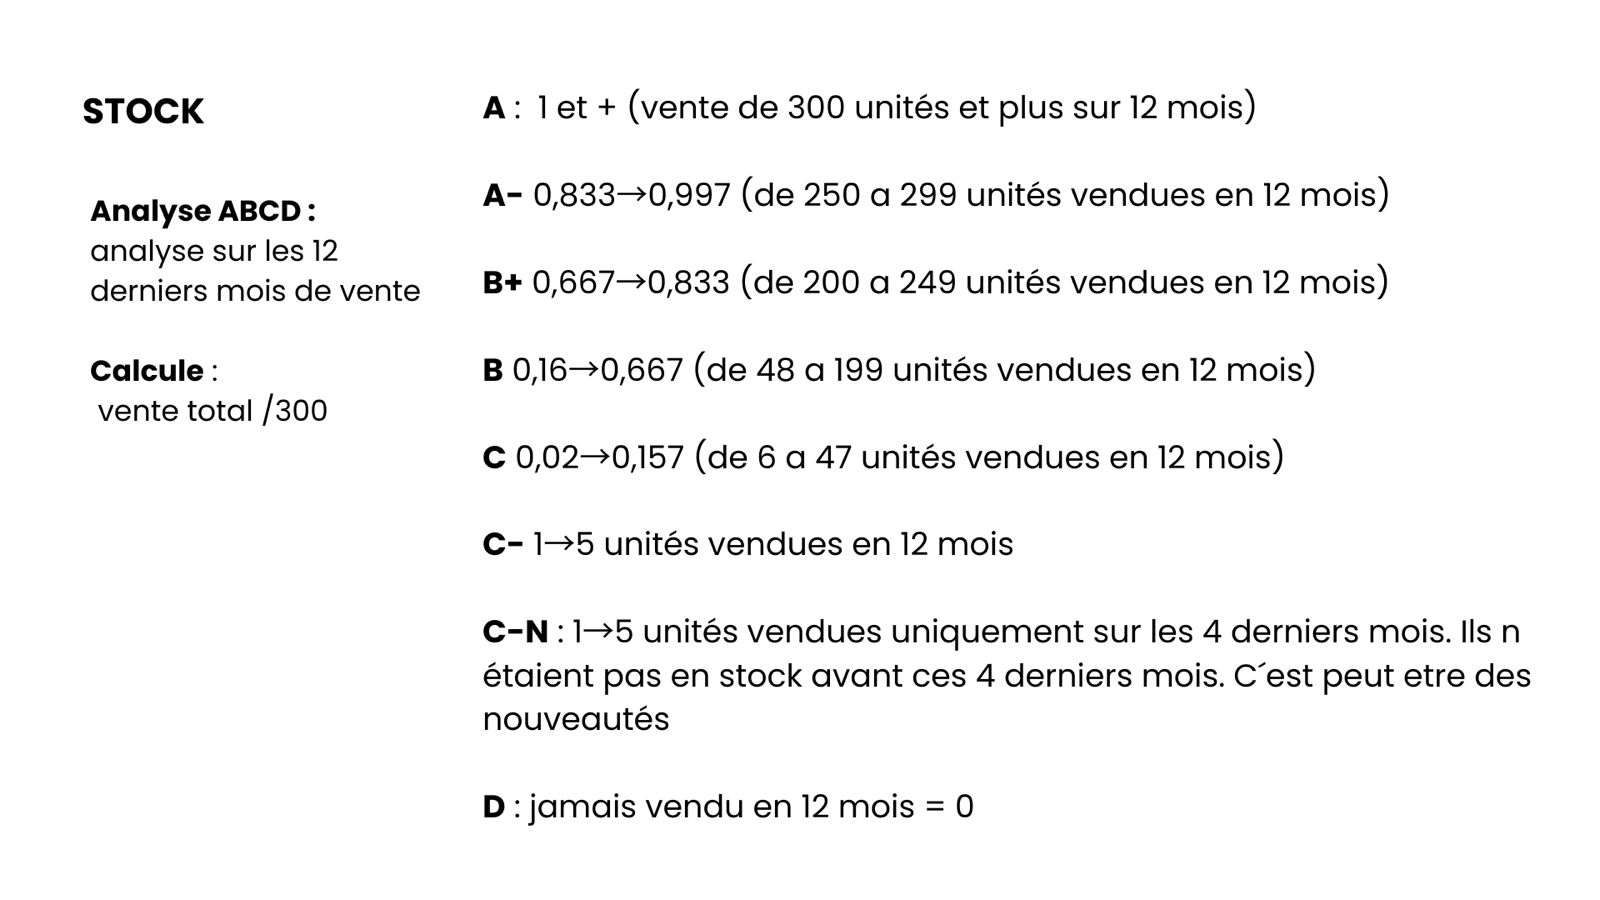 STOCK
Analyse ABCD :
analyse sur les 12
derniers mois de vente
Calcule :
vente total /300
A :  1 et + (vente de 300 unités et plus sur 12 mois)
A- 0,833→0,997 (de 250 a 299 unités vendues en 12 mois)
B+ 0,667→0,833 (de 200 a 249 unités vendues en 12 mois)
B 0,16→0,667 (de 48 a 199 unités vendues en 12 mois)
C 0,02→0,157 (de 6 a 47 unités vendues en 12 mois)
C- 1→5 unités vendues en 12 mois
C-N : 1→5 unités vendues uniquement sur les 4 derniers mois. Ils n
étaient pas en stock avant ces 4 derniers mois. C´est peut etre des
nouveautés
D : jamais vendu en 12 mois = 0